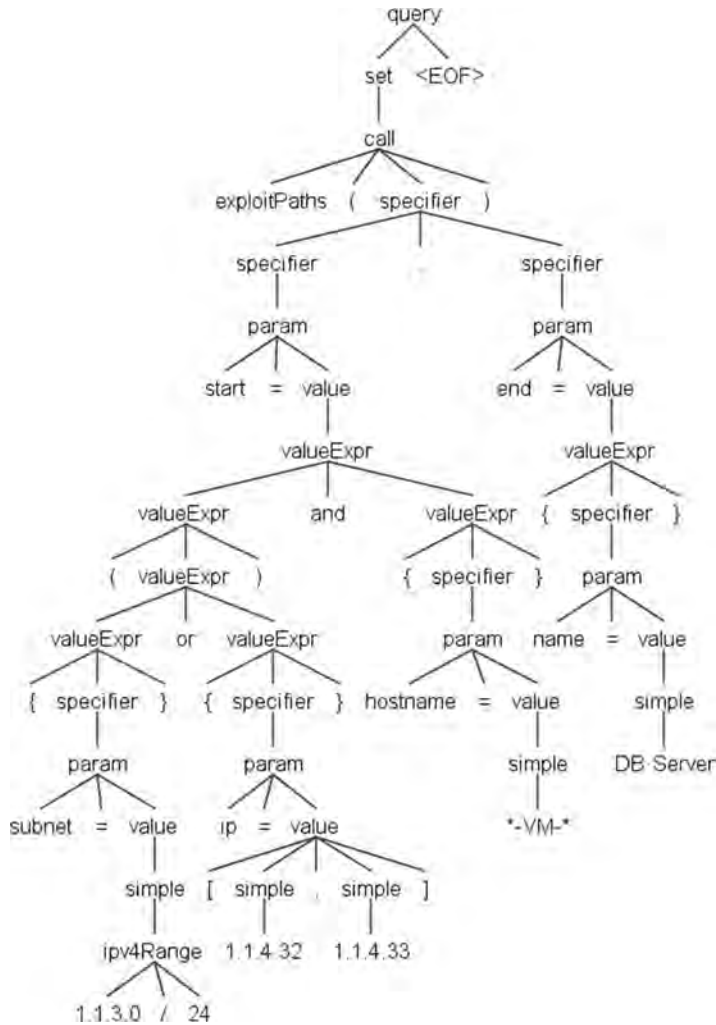 query
set <EOF>
call
exploitPaths ( specifier )
specifier , specifier
param param
start = value end = value
valueExpr valueExpr
valueExpr and valueExpr { specifier }
( valueExpr ) { specifier } param
valueExpr or valueExpr param name = value
{ specifier } { specifier } hostname = value simple
param param simple DB Server
subnet = value ip = value *-VM-*
simple [ simple , simple ]
ipv4Range 1.1.4.32 1.1.4.33
1.1.3.0 / 24